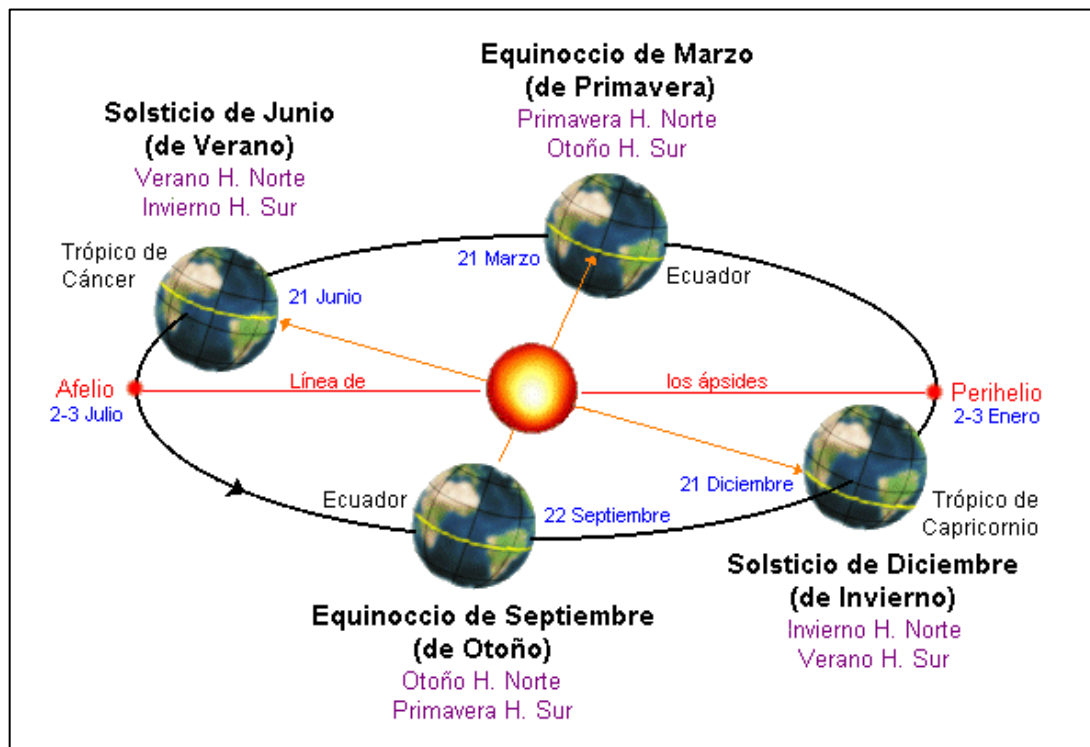 Equinoccio de Marzo
(de Primavera)
Primavera H. Norte
Otoño H. Sur
Solsticio de Junio
(de Verano)
Verano H. Norte
Invierno H. Sur
Trópico de
Cáncer
21 Junio
21 Marzo
Ecuador
Afelio
2-3 Julio
Línea de
los ápsides
Perihelio
2-3 Enero
Ecuador
22 Septiembre
21 Diciembre
Trópico de
Capricornio
Equinoccio de Septiembre
(de Otoño)
Otoño H. Norte
Primavera H. Sur
Solsticio de Diciembre
(de Invierno)
Invierno H. Norte
Verano H. Sur